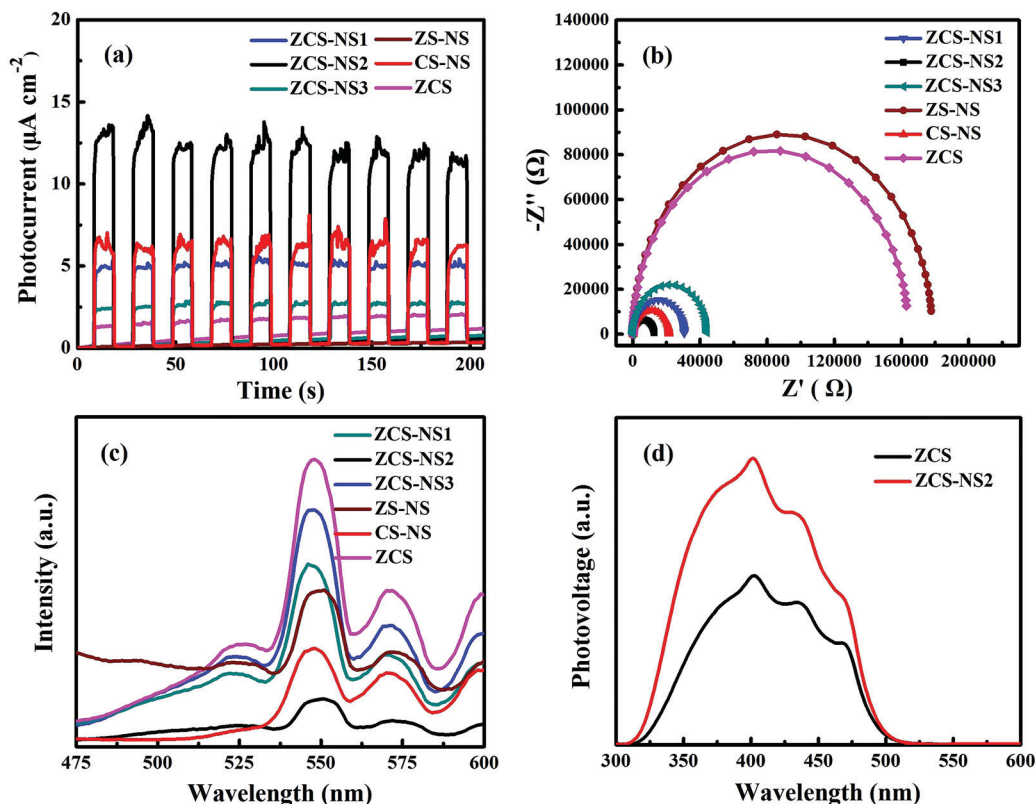 (a)
ZCS-NS1
ZS-NS
ZCS-NS2
CS-NS
ZCS-NS3
ZCS
Photocurrent (μA cm⁻²)
20
15
10
5
0
0
50
100
150
200
Time (s)
(b)
ZCS-NS1
ZCS-NS2
ZCS-NS3
ZS-NS
CS-NS
ZCS
-Z'' (Ω)
140000
120000
100000
80000
60000
40000
20000
0
0
40000
80000
120000
160000
200000
Z' ( Ω)
(c)
ZCS-NS1
ZCS-NS2
ZCS-NS3
ZS-NS
CS-NS
ZCS
Intensity (a.u.)
475
500
525
550
575
600
Wavelength (nm)
(d)
ZCS
ZCS-NS2
Photovoltage (a.u.)
300
350
400
450
500
550
600
Wavelength (nm)